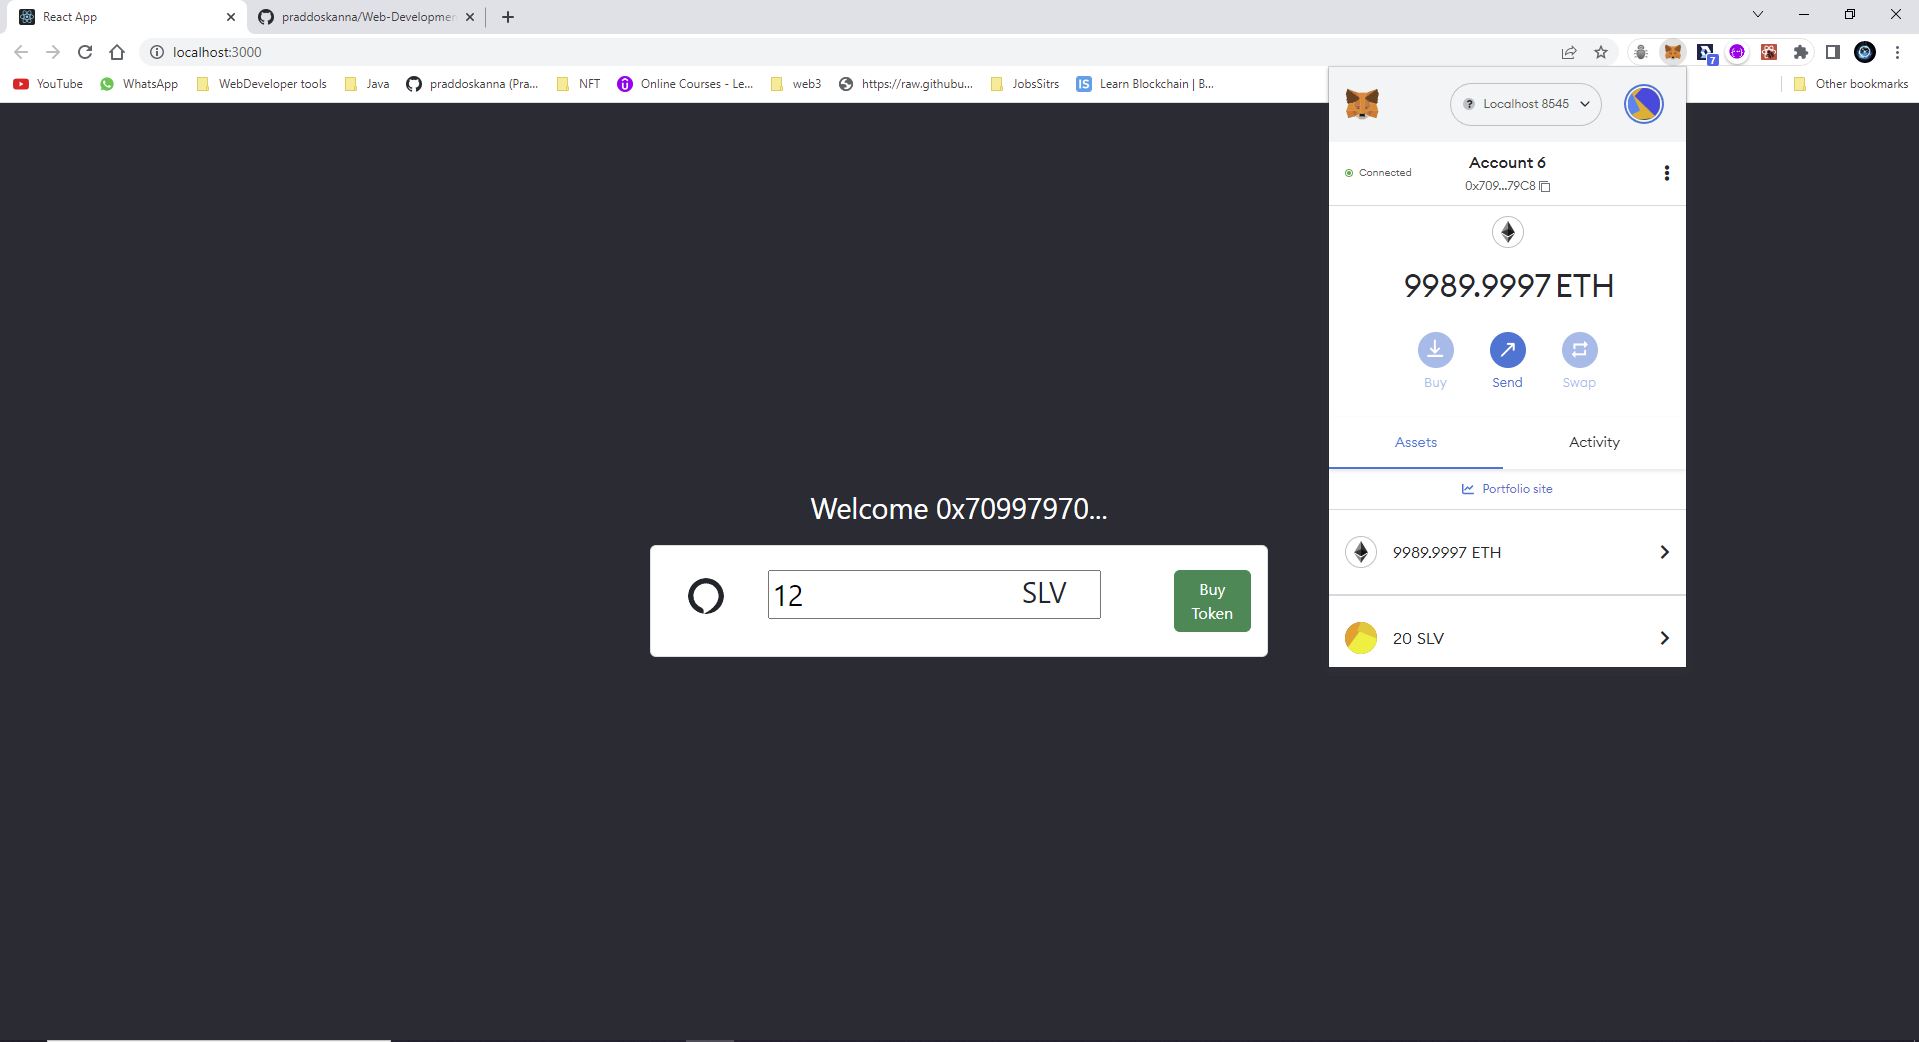 React App
praddoskanna/Web-Developmen
localhost:3000
7
YouTube
WhatsApp
WebDeveloper tools
Java
praddoskanna (Pra...
NFT
Online Courses - Le...
web3
https://raw.githubu...
JobsSitrs
IS
Learn Blockchain | B...
Other bookmarks
? Localhost 8545
Connected
Account 6
0x709...79C8
9989.9997 ETH
Buy
Send
Swap
Assets
Activity
Portfolio site
9989.9997 ETH
20 SLV
Welcome 0x70997970...
12
SLV
Buy
Token